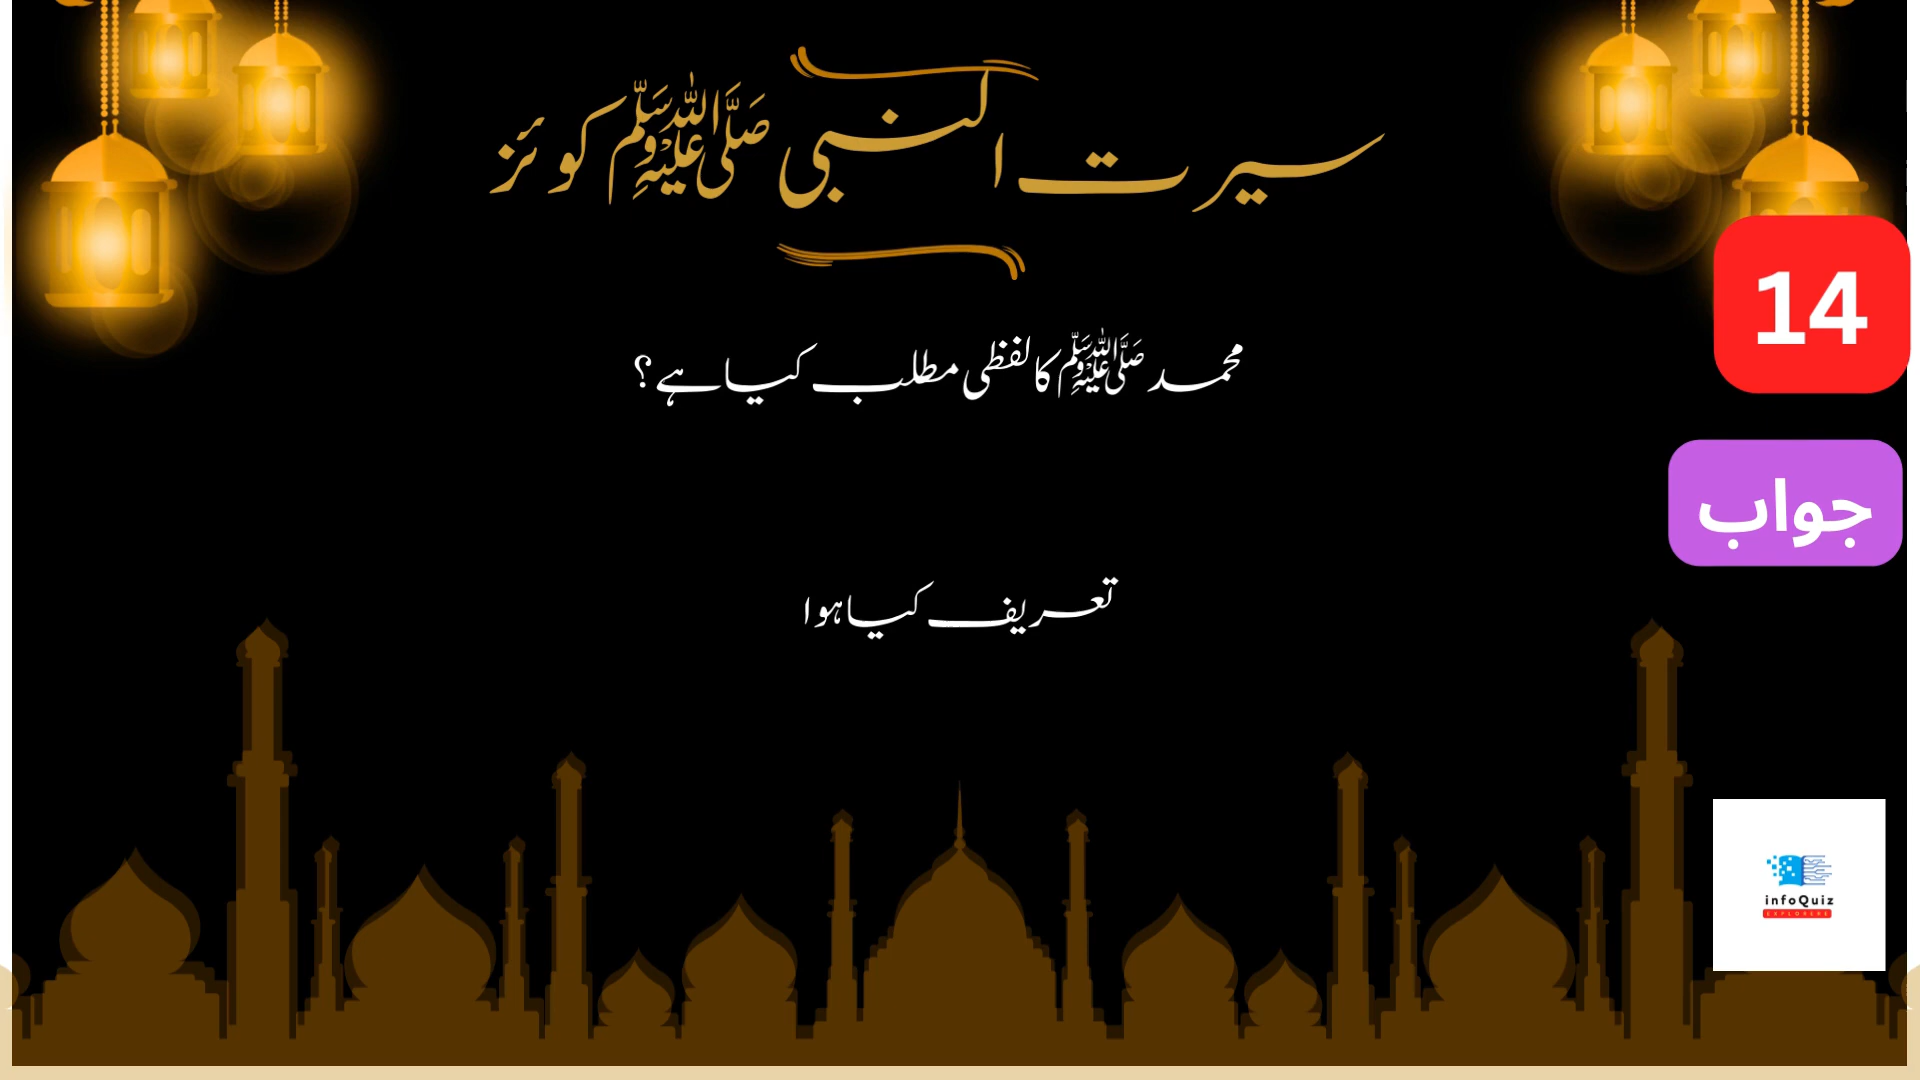 سیرت النبی ﷺ کوئز
14
محمد ﷺ کا لفظی مطلب کیا ہے؟
جواب
تعریف کیا ہوا
infoQuiz
EXPLORERS